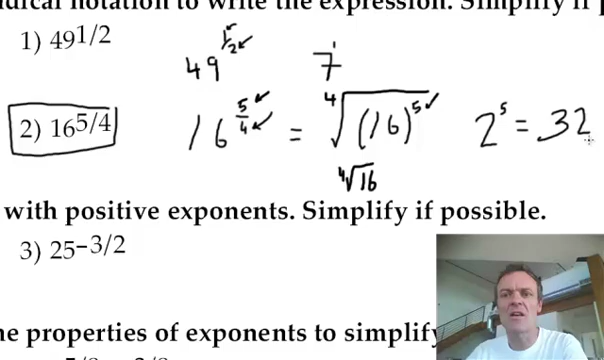 dical notation to write the expression. Simplify if p
1) 49^1/2
49^1/2 7^1
2) 16^5/4
16^5/4 = ∜(16)^5 2^5 = 32
∜16
with positive exponents. Simplify if possible.
3) 25^−3/2
he properties of exponents to simplify